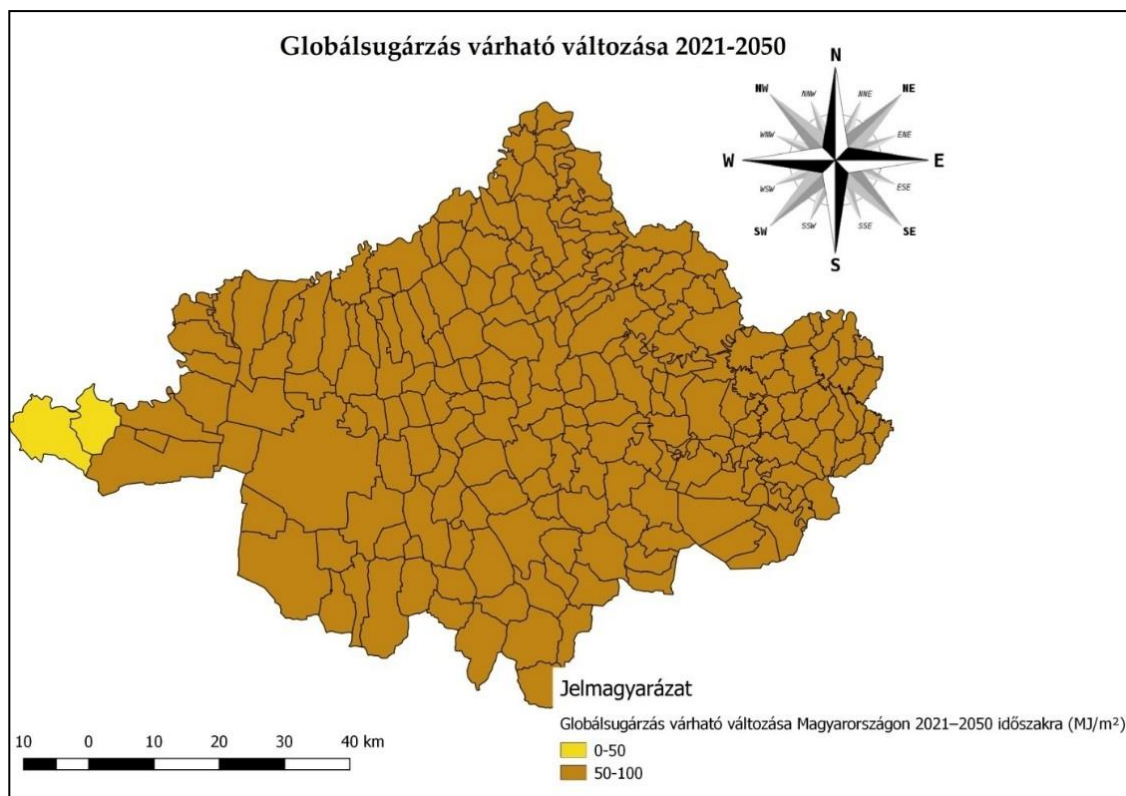 Globálsugárzás várható változása 2021-2050
N
NNW
NNE
NW
NE
WNW
ENE
W
E
WSW
ESE
SW
SE
SSW
SSE
S
Jelmagyarázat
Globálsugárzás várható változása Magyarországon 2021–2050 időszakra (MJ/m²)
0-50
50-100
10 0 10 20 30 40 km